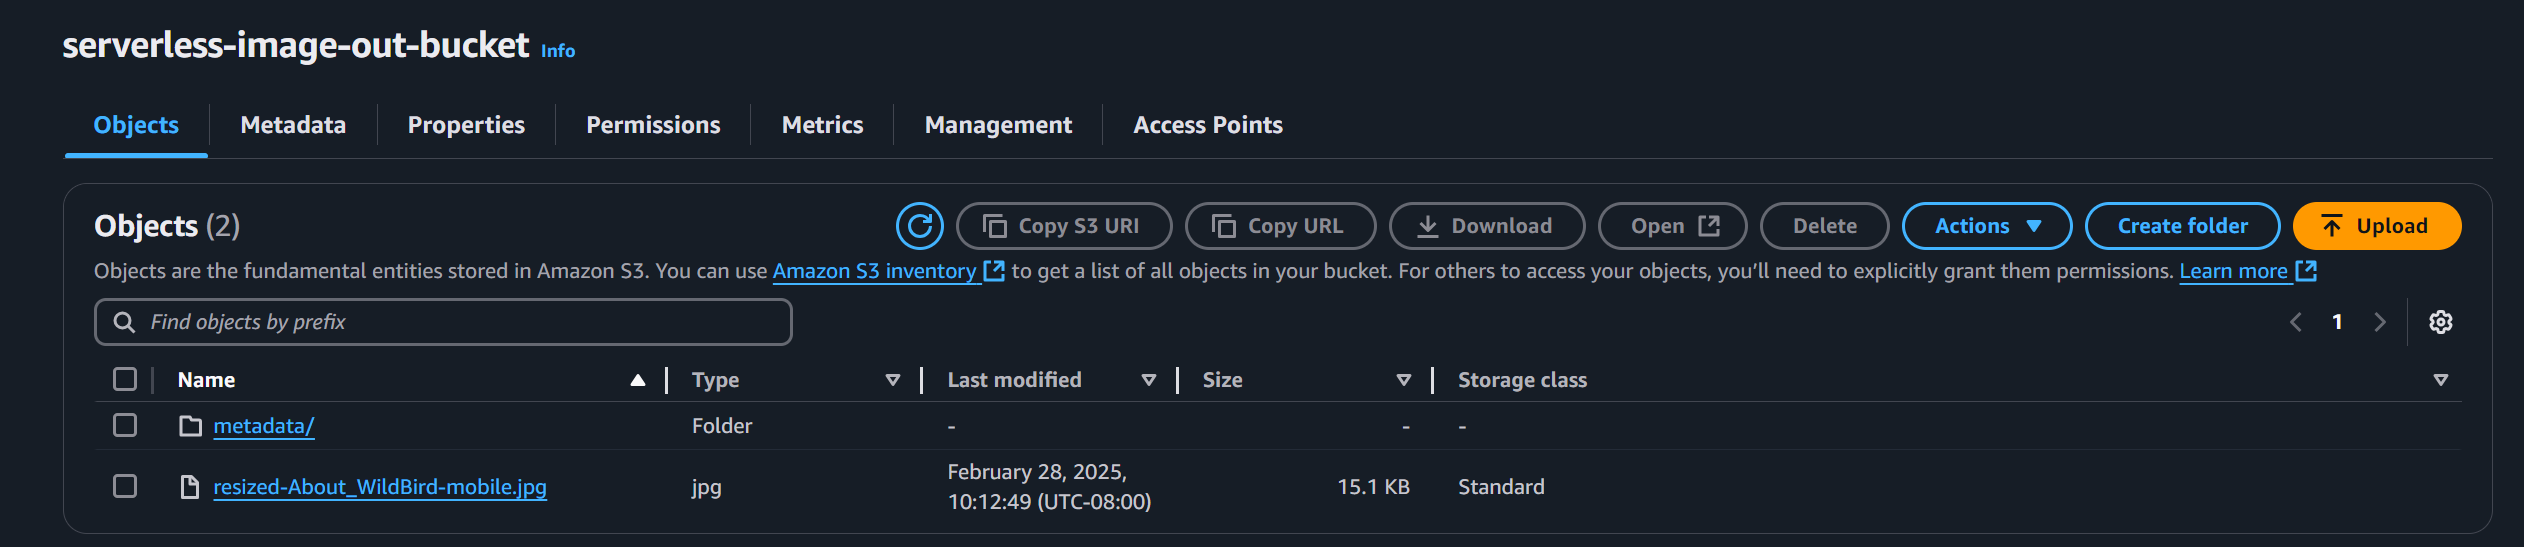 serverless-image-out-bucket Info
Objects Metadata Properties Permissions Metrics Management Access Points
Objects (2) Copy S3 URI Copy URL Download Open Delete Actions Create folder Upload
Objects are the fundamental entities stored in Amazon S3. You can use Amazon S3 inventory to get a list of all objects in your bucket. For others to access your objects, you’ll need to explicitly grant them permissions. Learn more
Find objects by prefix 1
Name Type Last modified Size Storage class
metadata/ Folder - - -
resized-About_WildBird-mobile.jpg jpg February 28, 2025, 15.1 KB Standard
10:12:49 (UTC-08:00)